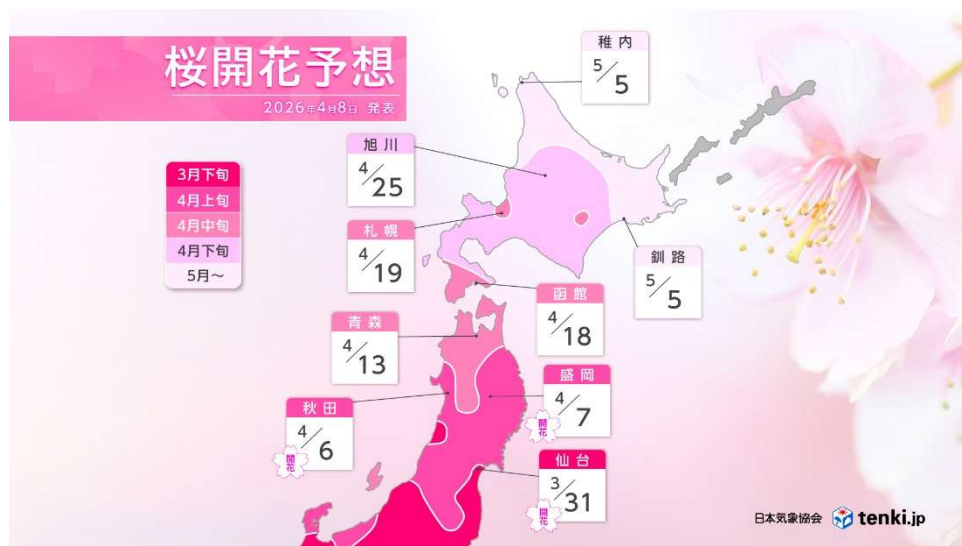 桜開花予想
2026年4月8日 発表
稚内
5/5
旭川
4/25
3月下旬
4月上旬
4月中旬
4月下旬
5月～
札幌
4/19
釧路
5/5
函館
4/18
青森
4/13
盛岡
4/7
開花
秋田
4/6
開花
仙台
3/31
開花
日本気象協会 tenki.jp